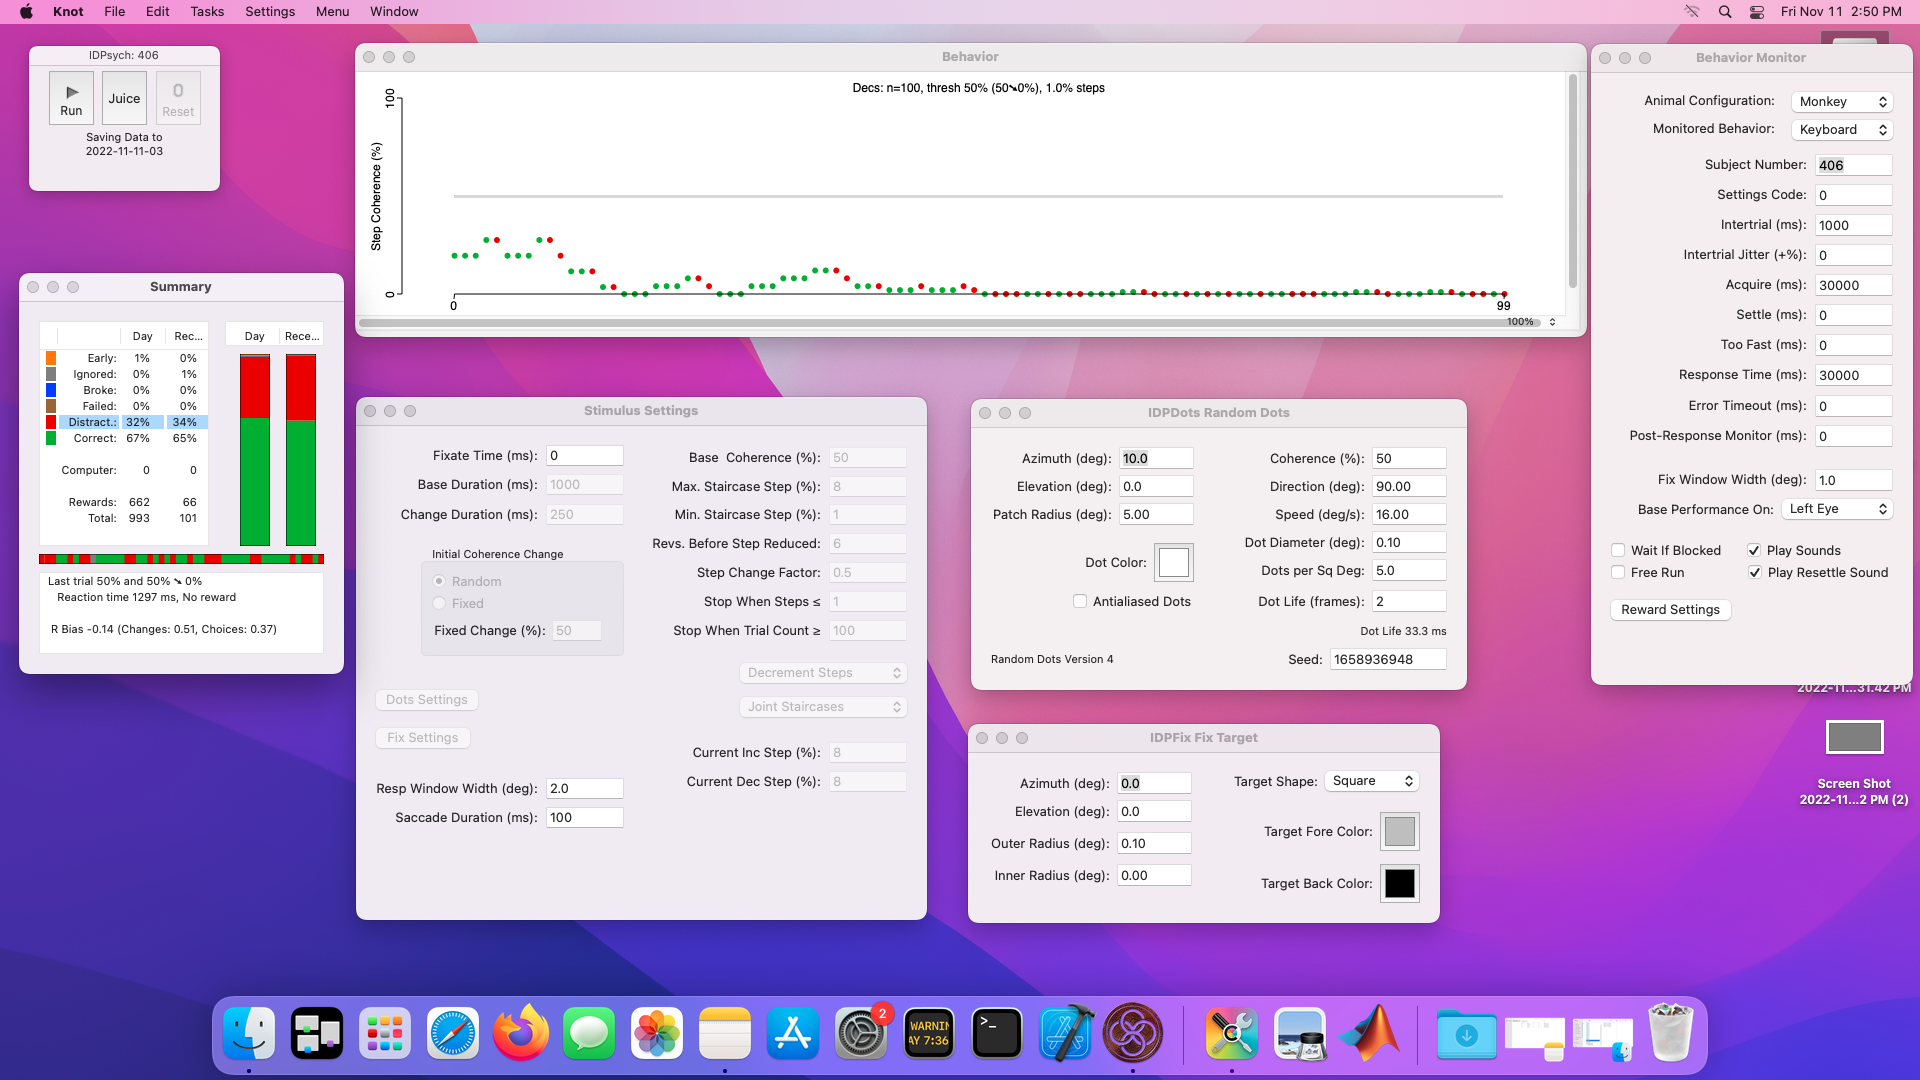 Knot File Edit Tasks Settings Menu Window
Fri Nov 11 2:50 PM
IDPsych: 406
Run
Juice
0
Reset
Saving Data to
2022-11-11-03
Behavior
Decs: n=100, thresh 50% (50➘0%), 1.0% steps
Step Coherence (%)
100
0
0
99
100%
Summary
Day Rec...
Early: 1% 0%
Ignored: 0% 1%
Broke: 0% 0%
Failed: 0% 0%
Distract.: 32% 34%
Correct: 67% 65%
Computer: 0 0
Rewards: 662 66
Total: 993 101
Day Rece...
Last trial 50% and 50% ➘ 0%
Reaction time 1297 ms, No reward
R Bias -0.14 (Changes: 0.51, Choices: 0.37)
Stimulus Settings
Fixate Time (ms): 0
Base Duration (ms): 1000
Change Duration (ms): 250
Initial Coherence Change
Random
Fixed
Fixed Change (%): 50
Dots Settings
Fix Settings
Resp Window Width (deg): 2.0
Saccade Duration (ms): 100
Base Coherence (%): 50
Max. Staircase Step (%): 8
Min. Staircase Step (%): 1
Revs. Before Step Reduced: 6
Step Change Factor: 0.5
Stop When Steps ≤ 1
Stop When Trial Count ≥ 100
Decrement Steps
Joint Staircases
Current Inc Step (%): 8
Current Dec Step (%): 8
IDPDots Random Dots
Azimuth (deg): 10.0
Elevation (deg): 0.0
Patch Radius (deg): 5.00
Dot Color:
Antialiased Dots
Random Dots Version 4
Coherence (%): 50
Direction (deg): 90.00
Speed (deg/s): 16.00
Dot Diameter (deg): 0.10
Dots per Sq Deg: 5.0
Dot Life (frames): 2
Dot Life 33.3 ms
Seed: 1658936948
IDPFix Fix Target
Azimuth (deg): 0.0
Elevation (deg): 0.0
Outer Radius (deg): 0.10
Inner Radius (deg): 0.00
Target Shape: Square
Target Fore Color:
Target Back Color:
Behavior Monitor
Animal Configuration: Monkey
Monitored Behavior: Keyboard
Subject Number: 406
Settings Code: 0
Intertrial (ms): 1000
Intertrial Jitter (+%): 0
Acquire (ms): 30000
Settle (ms): 0
Too Fast (ms): 0
Response Time (ms): 30000
Error Timeout (ms): 0
Post-Response Monitor (ms): 0
Fix Window Width (deg): 1.0
Base Performance On: Left Eye
Wait If Blocked
Play Sounds
Free Run
Play Resettle Sound
Reward Settings
2022-11...31.42 PM
Screen Shot
2022-11...2 PM (2)
2
WARNIN
AY 7:36
>_